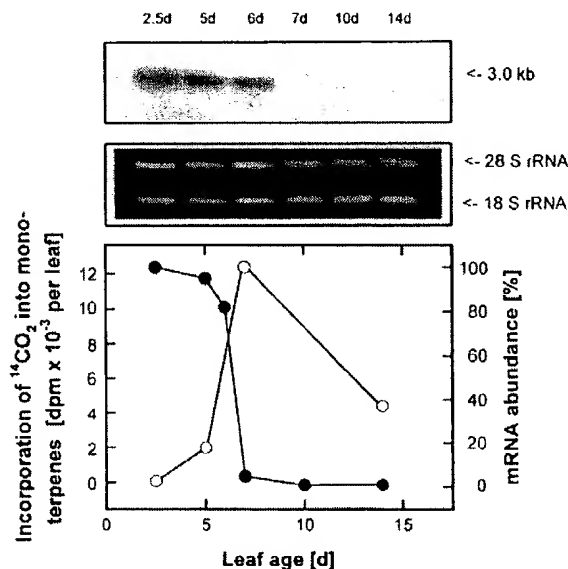 2.5d 5d 6d 7d 10d 14d
<- 3.0 kb
<- 28 S rRNA
<- 18 S rRNA
Incorporation of ¹⁴CO₂ into mono-
terpenes [dpm x 10⁻³ per leaf]
12
10
8
6
4
2
0
100
80
60
40
20
0
mRNA abundance [%]
0 5 10 15
Leaf age [d]